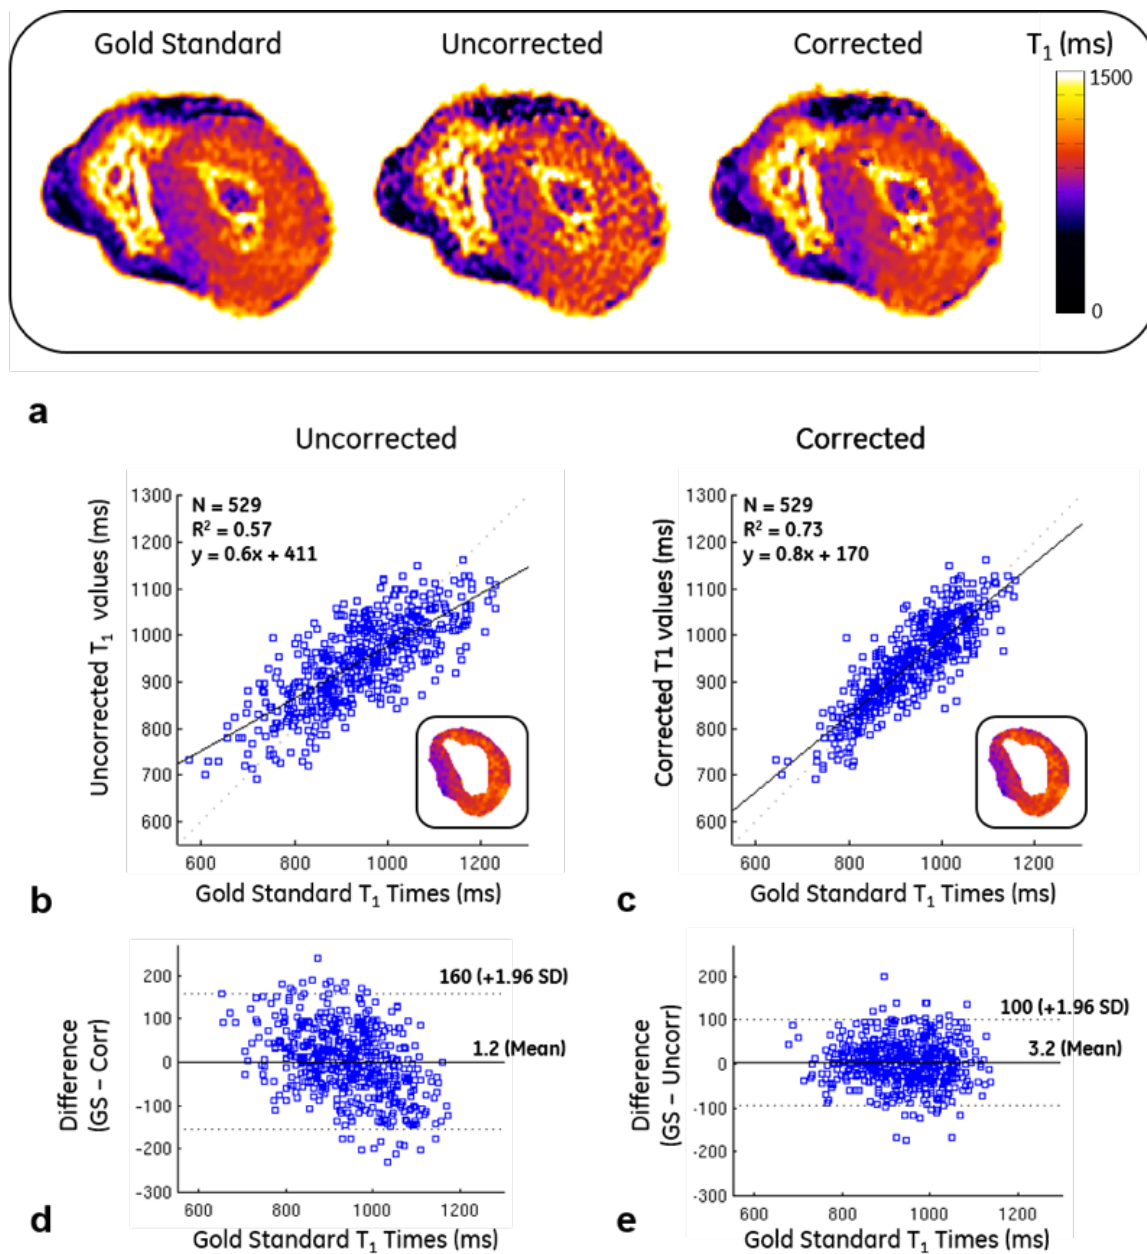 Gold Standard
Uncorrected
Corrected
T1 (ms)
1500
0
a
Uncorrected
Corrected
N = 529
R² = 0.57
y = 0.6x + 411
1300
1200
1100
1000
900
800
700
600
Uncorrected T1 values (ms)
600 800 1000 1200
Gold Standard T1 Times (ms)
b
N = 529
R² = 0.73
y = 0.8x + 170
1300
1200
1100
1000
900
800
700
600
Corrected T1 values (ms)
600 800 1000 1200
Gold Standard T1 Times (ms)
c
160 (+1.96 SD)
1.2 (Mean)
200
100
0
-100
-200
-300
Difference
(GS – Corr)
600 800 1000 1200
Gold Standard T1 Times (ms)
d
100 (+1.96 SD)
3.2 (Mean)
200
100
0
-100
-200
-300
Difference
(GS – Uncorr)
600 800 1000 1200
Gold Standard T1 Times (ms)
e